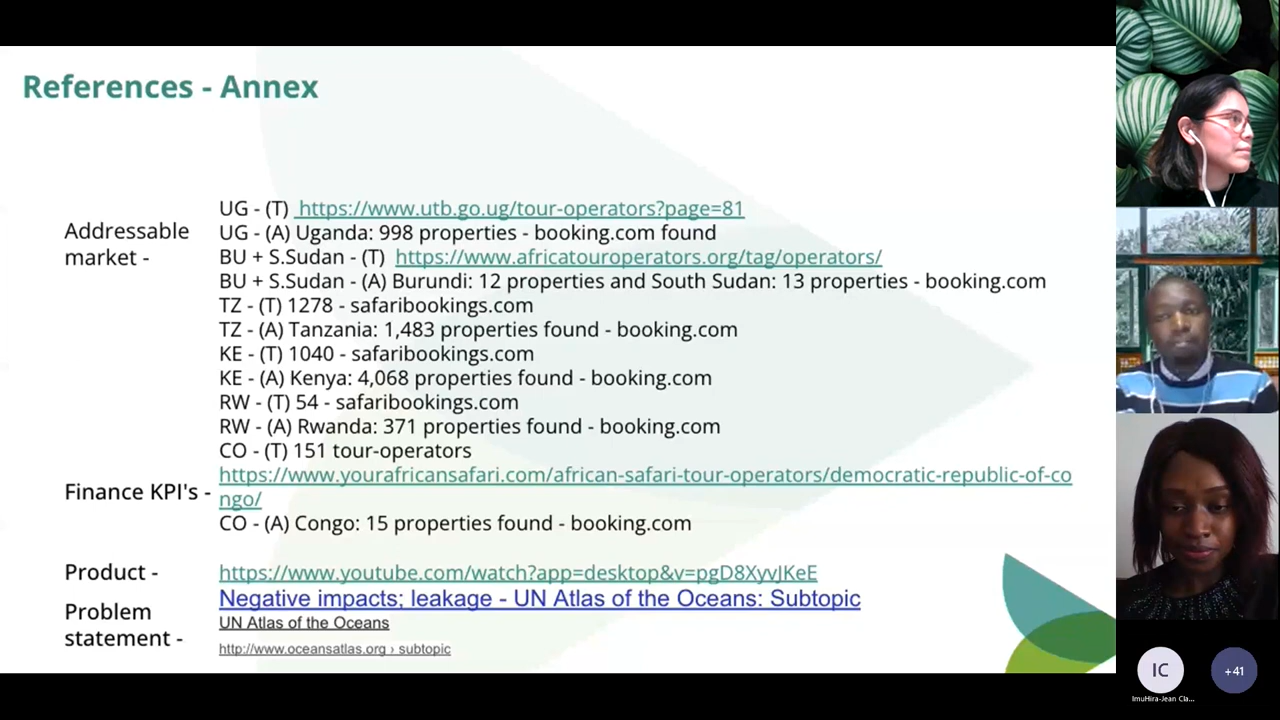 References - Annex
Addressable
market -
UG - (T) https://www.utb.go.ug/tour-operators?page=81
UG - (A) Uganda: 998 properties - booking.com found
BU + S.Sudan - (T) https://www.africatouroperators.org/tag/operators/
BU + S.Sudan - (A) Burundi: 12 properties and South Sudan: 13 properties - booking.com
TZ - (T) 1278 - safaribookings.com
TZ - (A) Tanzania: 1,483 properties found - booking.com
KE - (T) 1040 - safaribookings.com
KE - (A) Kenya: 4,068 properties found - booking.com
RW - (T) 54 - safaribookings.com
RW - (A) Rwanda: 371 properties found - booking.com
CO - (T) 151 tour-operators
Finance KPI's -
https://www.yourafricansafari.com/african-safari-tour-operators/democratic-republic-of-co
ngo/
CO - (A) Congo: 15 properties found - booking.com
Product -
https://www.youtube.com/watch?app=desktop&v=pgD8XyvJKeE
Problem
statement -
Negative impacts; leakage - UN Atlas of the Oceans: Subtopic
UN Atlas of the Oceans
http://www.oceansatlas.org › subtopic
IC
+41
ImuHira-Jean Cla...